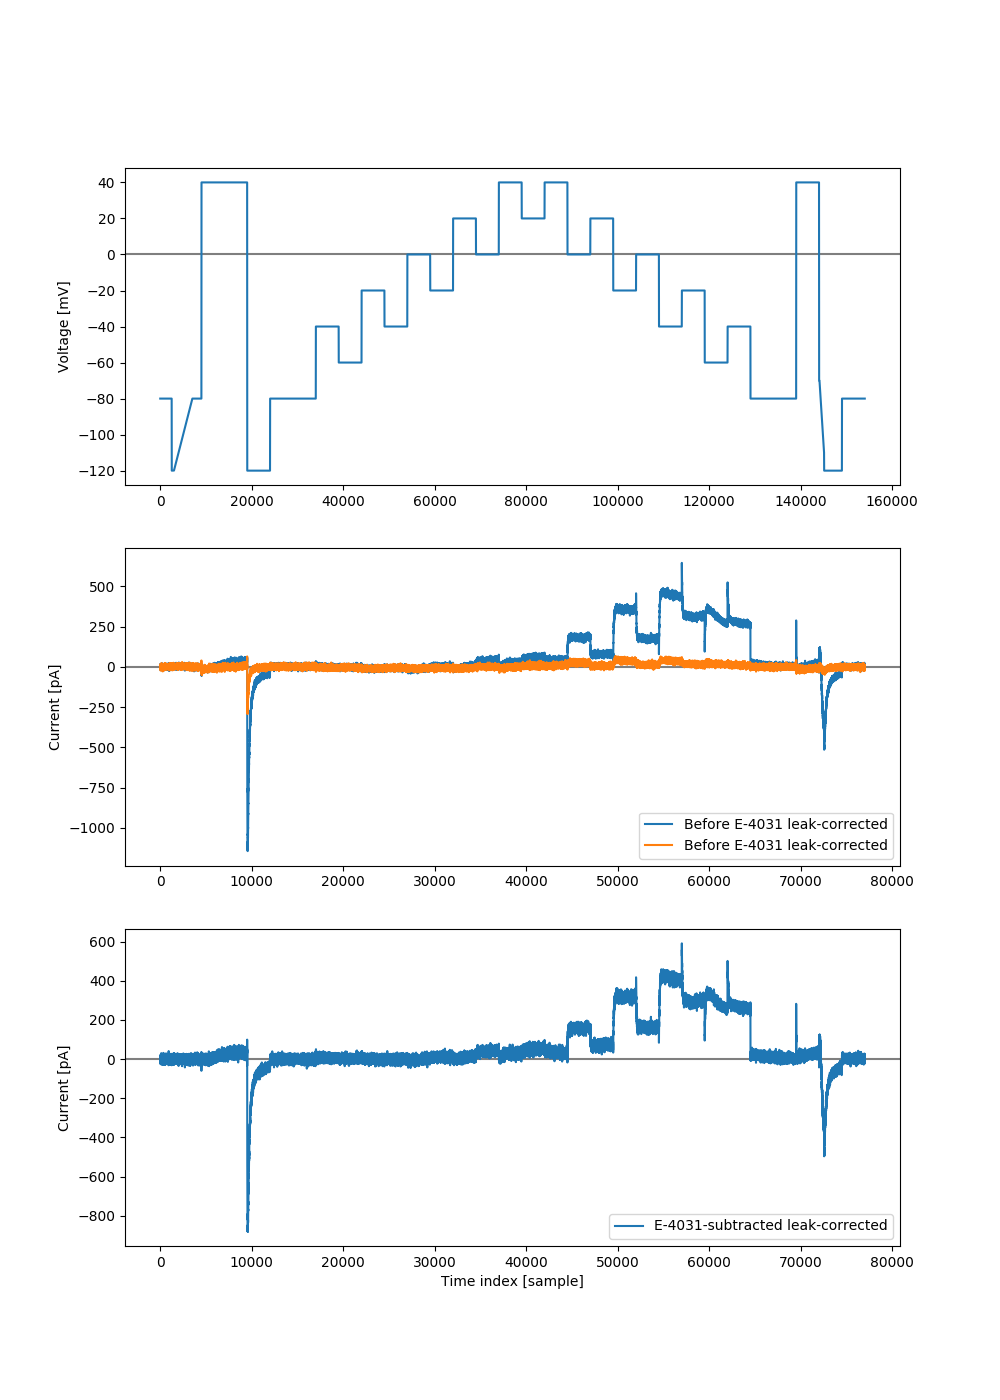 40
20
0
−20
−40
−60
−80
−100
−120
Voltage [mV]
0 20000 40000 60000 80000 100000 120000 140000 160000
500
250
0
−250
−500
−750
−1000
Current [pA]
Before E-4031 leak-corrected
Before E-4031 leak-corrected
0 10000 20000 30000 40000 50000 60000 70000 80000
600
400
200
0
−200
−400
−600
−800
Current [pA]
E-4031-subtracted leak-corrected
0 10000 20000 30000 40000 50000 60000 70000 80000
Time index [sample]